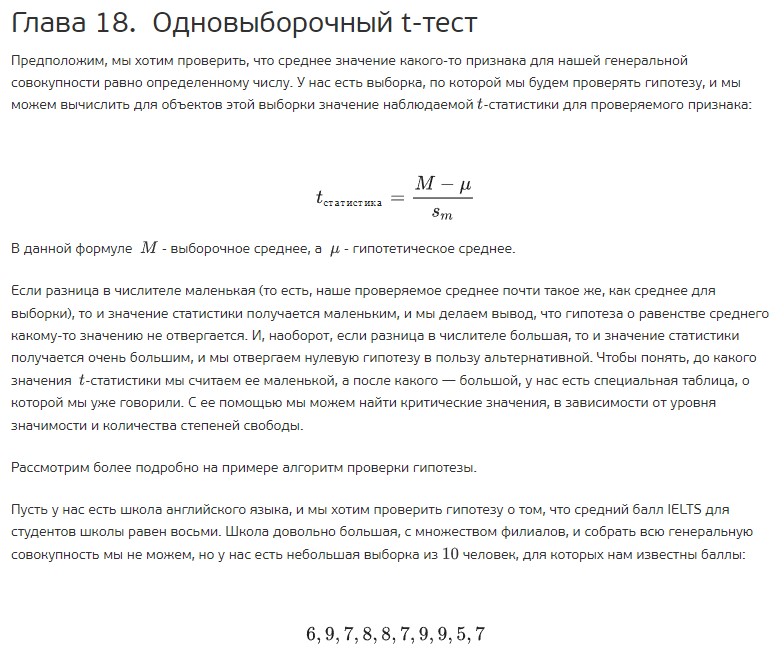 Глава 18.  Одновыборочный t-тест
Предположим, мы хотим проверить, что среднее значение какого-то признака для нашей генеральной
совокупности равно определенному числу. У нас есть выборка, по которой мы будем проверять гипотезу, и мы
можем вычислить для объектов этой выборки значение наблюдаемой t-статистики для проверяемого признака:
t статистика = (M − μ) / s_m
В данной формуле  M - выборочное среднее, а  μ - гипотетическое среднее.
Если разница в числителе маленькая (то есть, наше проверяемое среднее почти такое же, как среднее для
выборки), то и значение статистики получается маленьким, и мы делаем вывод, что гипотеза о равенстве среднего
какому-то значению не отвергается. И, наоборот, если разница в числителе большая, то и значение статистики
получается очень большим, и мы отвергаем нулевую гипотезу в пользу альтернативной. Чтобы понять, до какого
значения  t-статистики мы считаем ее маленькой, а после какого — большой, у нас есть специальная таблица, о
которой мы уже говорили. С ее помощью мы можем найти критические значения, в зависимости от уровня
значимости и количества степеней свободы.
Рассмотрим более подробно на примере алгоритм проверки гипотезы.
Пусть у нас есть школа английского языка, и мы хотим проверить гипотезу о том, что средний балл IELTS для
студентов школы равен восьми. Школа довольно большая, с множеством филиалов, и собрать всю генеральную
совокупность мы не можем, но у нас есть небольшая выборка из 10 человек, для которых нам известны баллы:
6, 9, 7, 8, 8, 7, 9, 9, 5, 7